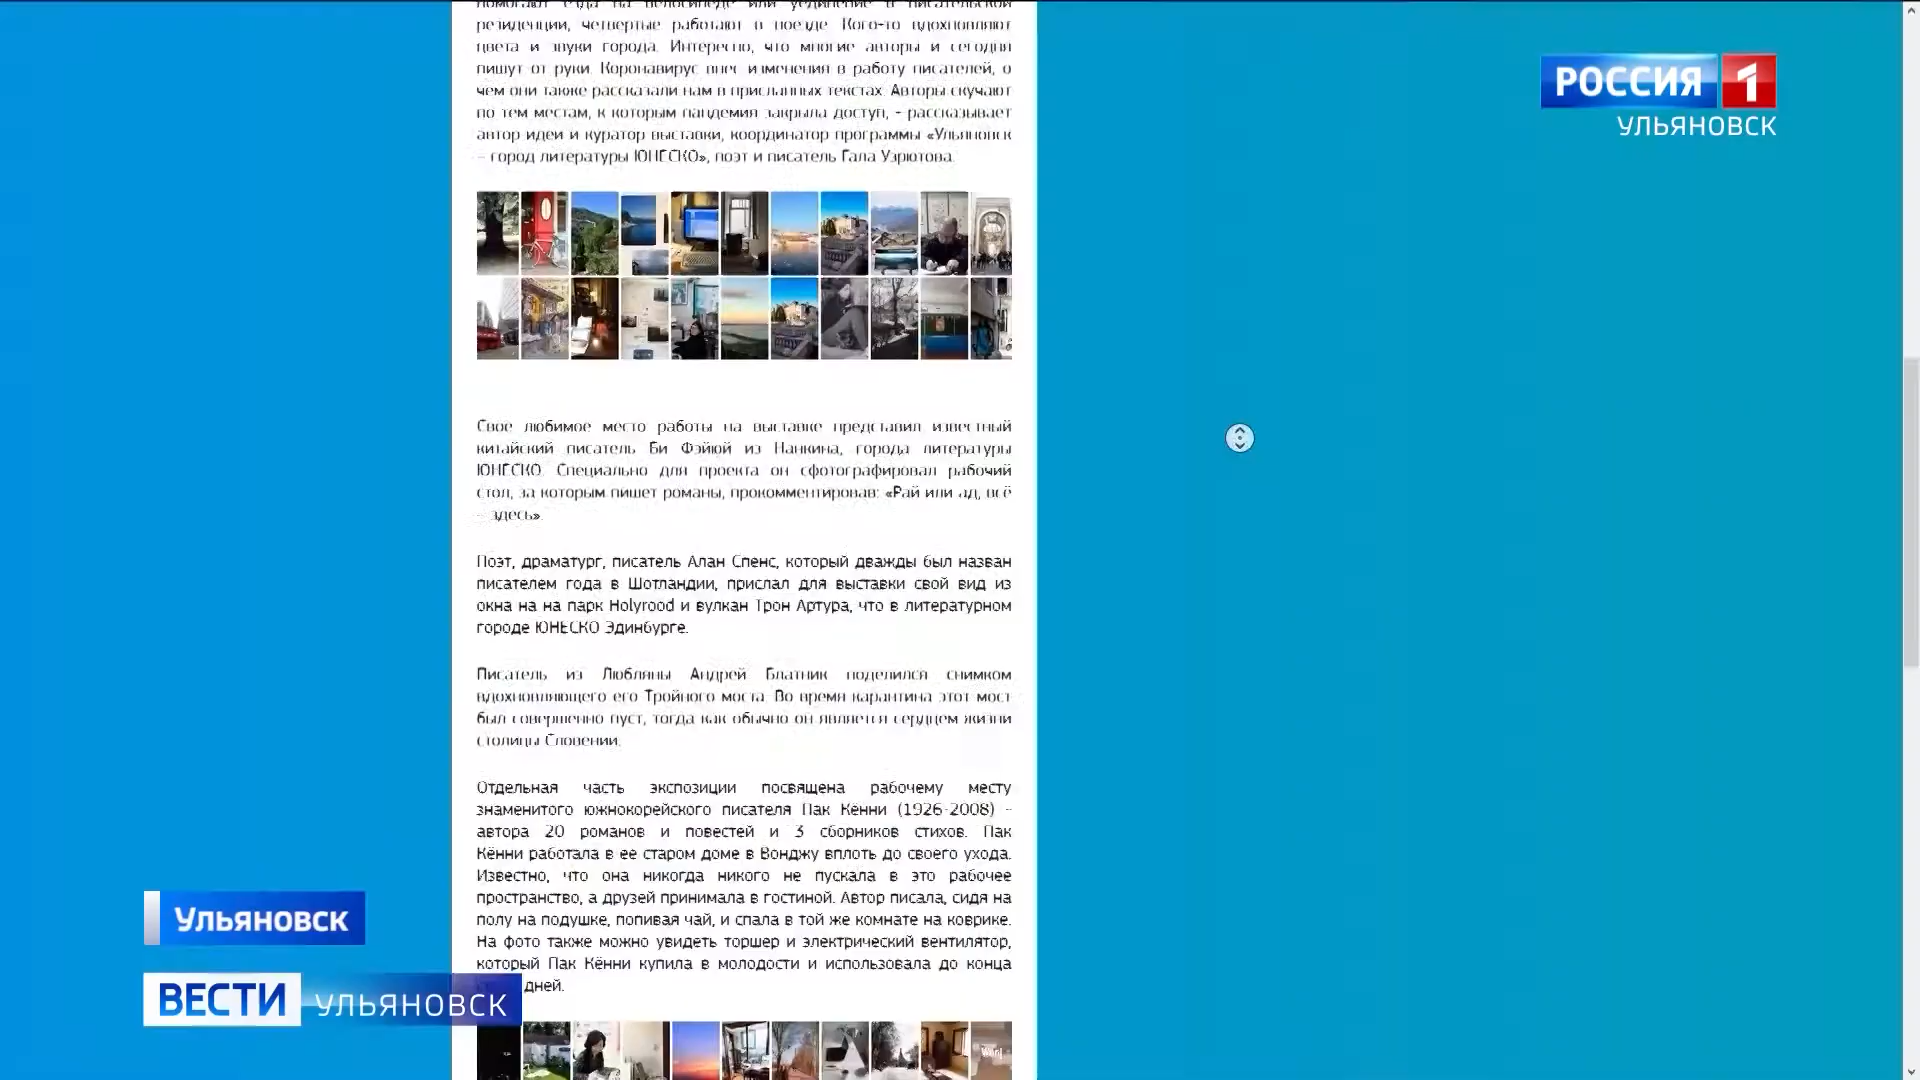 помогают езда на велосипеде или уединение в писательской
резиденции, четвертые работают в поезде. Кого-то вдохновляют
цвета и звуки города. Интересно, что многие авторы и сегодня
пишут от руки. Коронавирус внес изменения в работу писателей, о
чем они также рассказали нам в присланных текстах. Авторы скучают
по тем местам, к которым пандемия закрыла доступ, - рассказывает
автор идеи и куратор выставки, координатор программы «Ульяновск
– город литературы ЮНЕСКО», поэт и писатель Гала Узрютова.
РОССИЯ 1
УЛЬЯНОВСК
Свое любимое место работы на выставке представил известный
китайский писатель Би Фэйюй из Нанкина, города литературы
ЮНЕСКО. Специально для проекта он сфотографировал рабочий
стол, за которым пишет романы, прокомментировав: «Рай или ад, всё
– здесь».
Поэт, драматург, писатель Алан Спенс, который дважды был назван
писателем года в Шотландии, прислал для выставки свой вид из
окна на на парк Holyrood и вулкан Трон Артура, что в литературном
городе ЮНЕСКО Эдинбурге.
Писатель из Любляны Андрей Блатник поделился снимком
вдохновляющего его Тройного моста. Во время карантина этот мост
был совершенно пуст, тогда как обычно он является сердцем жизни
столицы Словении.
Отдельная часть экспозиции посвящена рабочему месту
знаменитого южнокорейского писателя Пак Кённи (1926-2008) –
автора 20 романов и повестей и 3 сборников стихов. Пак
Кённи работала в ее старом доме в Вонджу вплоть до своего ухода.
Известно, что она никогда никого не пускала в это рабочее
пространство, а друзей принимала в гостиной. Автор писала, сидя на
полу на подушке, попивая чай, и спала в той же комнате на коврике.
На фото также можно увидеть торшер и электрический вентилятор,
который Пак Кённи купила в молодости и использовала до конца
дней.
Ульяновск
ВЕСТИ УЛЬЯНОВСК